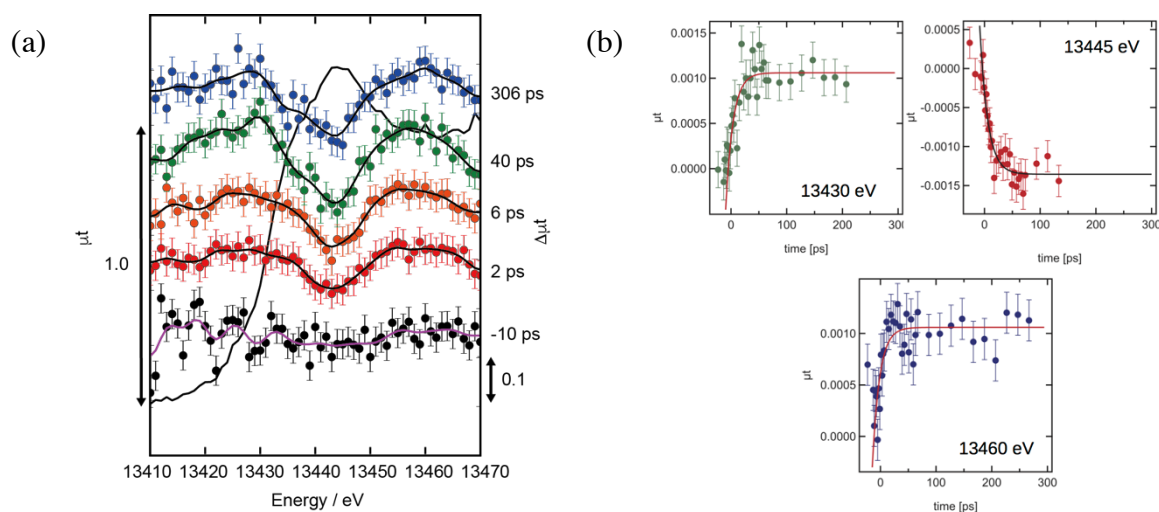 (a)
μt
1.0
306 ps
40 ps
6 ps
2 ps
-10 ps
Δμt
0.1
13410 13420 13430 13440 13450 13460 13470
Energy / eV
(b)
μt
0.0015
0.0010
0.0005
0.0000
13430 eV
0 100 200 300
time [ps]
μt
0.0005
0.0000
-0.0005
-0.0010
-0.0015
13445 eV
0 100 200 300
time [ps]
μt
0.0010
0.0005
0.0000
13460 eV
0 100 200 300
time [ps]